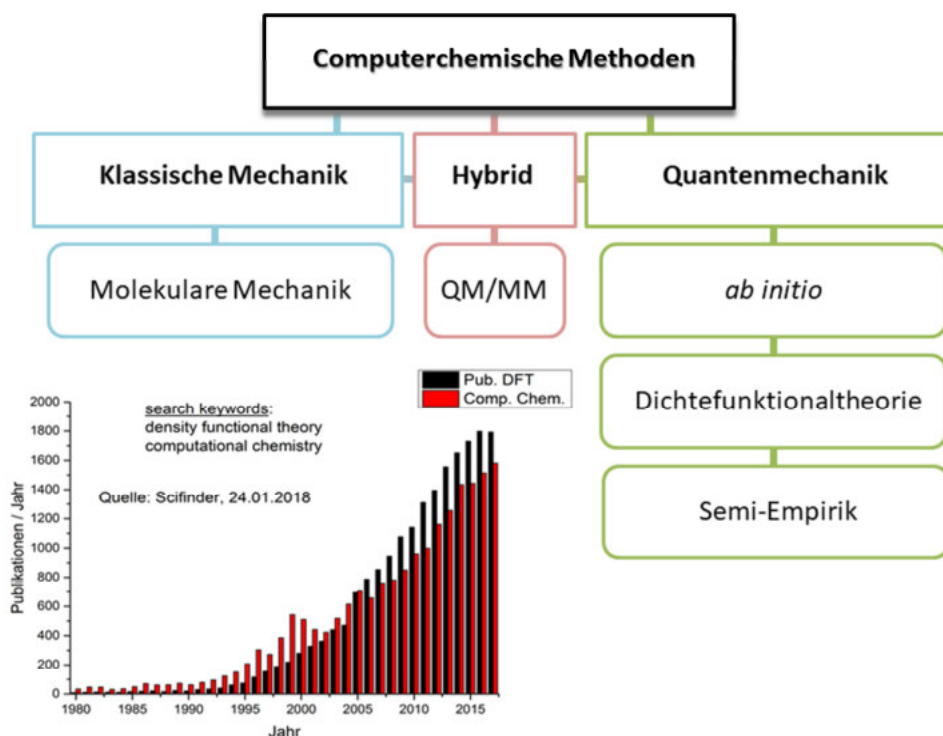 Computerchemische Methoden
Klassische Mechanik
Hybrid
Quantenmechanik
Molekulare Mechanik
QM/MM
ab initio
Dichtefunktionaltheorie
Semi-Empirik
Pub. DFT
Comp. Chem.
search keywords:
density functional theory
computational chemistry
Quelle: Scifinder, 24.01.2018
Publikationen / Jahr
2000
1800
1600
1400
1200
1000
800
600
400
200
0
1980
1985
1990
1995
2000
2005
2010
2015
Jahr